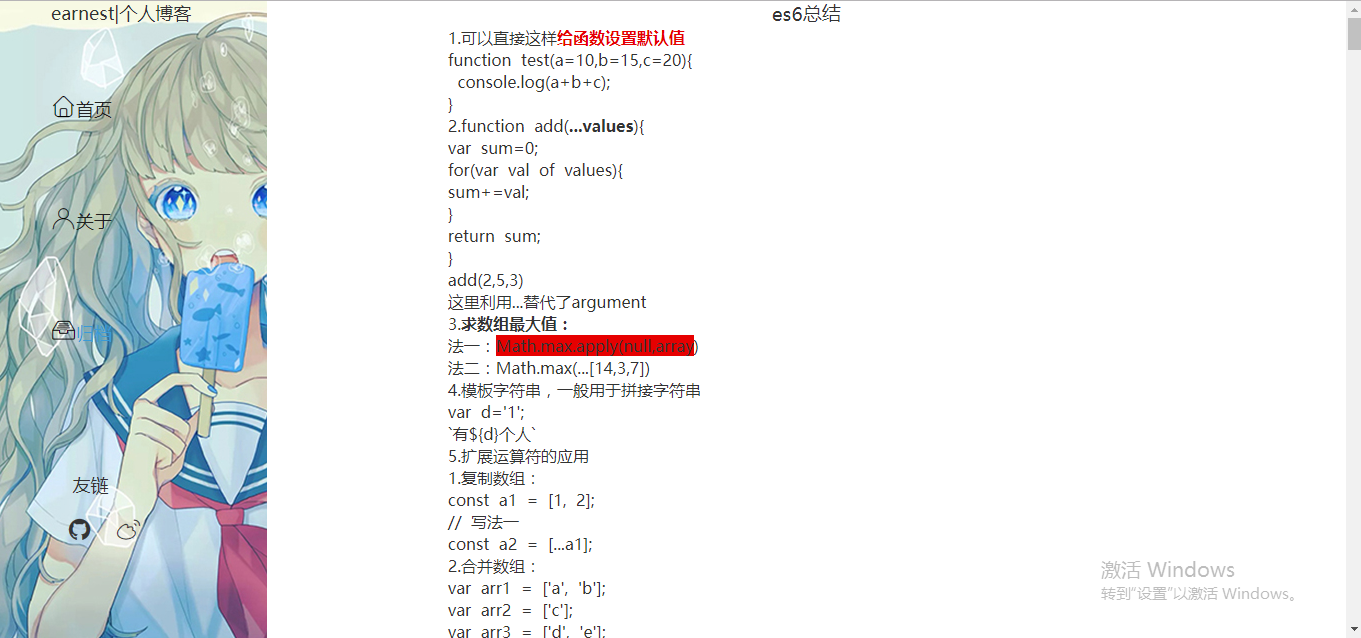 earnest|个人博客
首页
关于
归档
友链
es6总结
1.可以直接这样给函数设置默认值
function test(a=10,b=15,c=20){
console.log(a+b+c);
}
2.function add(...values){
var sum=0;
for(var val of values){
sum+=val;
}
return sum;
}
add(2,5,3)
这里利用...替代了argument
3.求数组最大值：
法一：Math.max.apply(null,array)
法二：Math.max(...[14,3,7])
4.模板字符串，一般用于拼接字符串
var d='1';
`有${d}个人`
5.扩展运算符的应用
1.复制数组：
const a1 = [1, 2];
// 写法一
const a2 = [...a1];
2.合并数组：
var arr1 = ['a', 'b'];
var arr2 = ['c'];
var arr3 = ['d', 'e'];
激活 Windows
转到“设置”以激活 Windows。